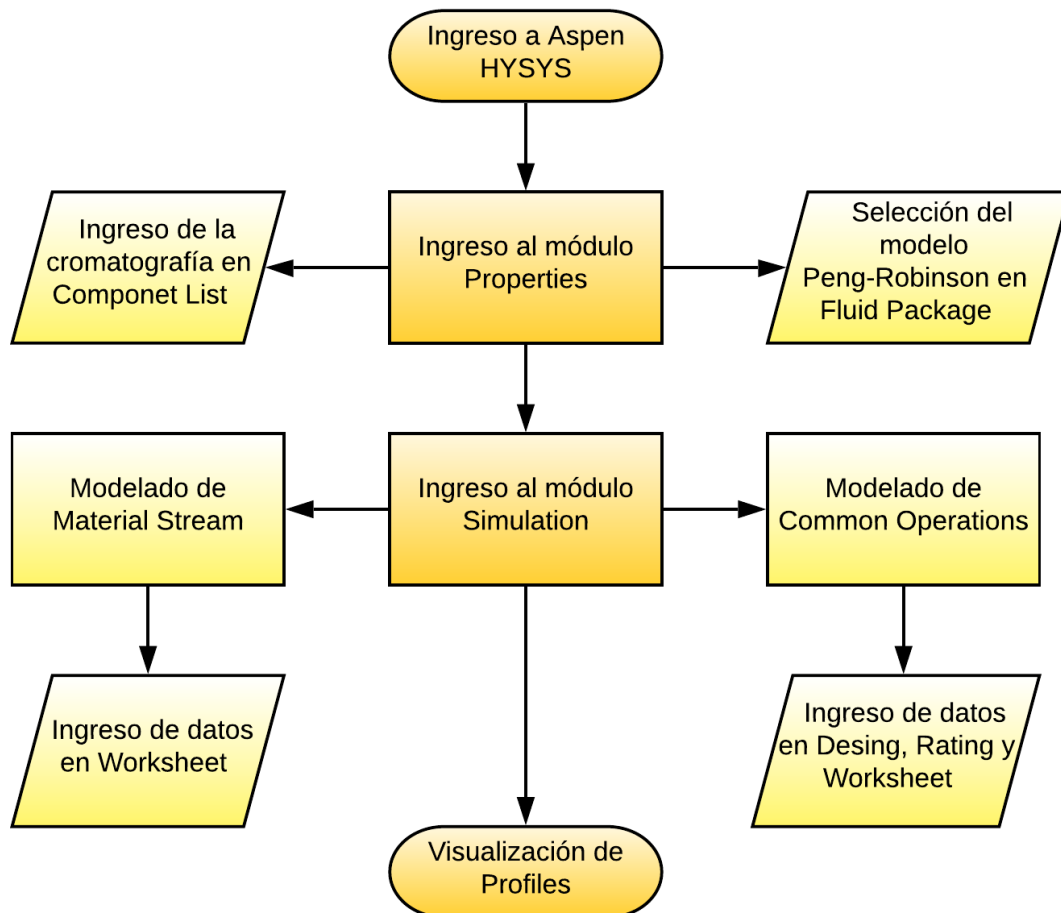 Ingreso a Aspen
HYSYS
Ingreso de la
cromatografía en
Componet List
Ingreso al módulo
Properties
Selección del
modelo
Peng-Robinson en
Fluid Package
Modelado de
Material Stream
Ingreso al módulo
Simulation
Modelado de
Common Operations
Ingreso de datos
en Worksheet
Ingreso de datos
en Desing, Rating y
Worksheet
Visualización de
Profiles